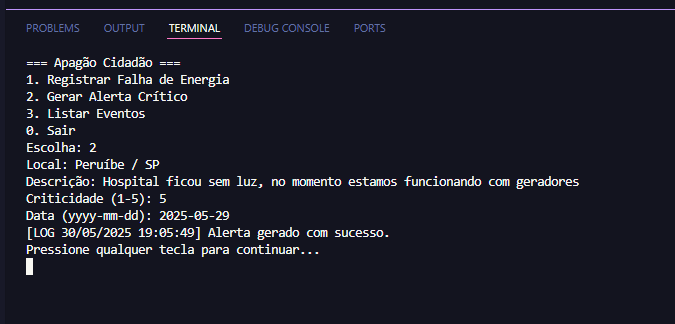 PROBLEMS OUTPUT TERMINAL DEBUG CONSOLE PORTS
=== Apagão Cidadão ===
1. Registrar Falha de Energia
2. Gerar Alerta Crítico
3. Listar Eventos
0. Sair
Escolha: 2
Local: Peruíbe / SP
Descrição: Hospital ficou sem luz, no momento estamos funcionando com geradores
Criticidade (1-5): 5
Data (yyyy-mm-dd): 2025-05-29
[LOG 30/05/2025 19:05:49] Alerta gerado com sucesso.
Pressione qualquer tecla para continuar...